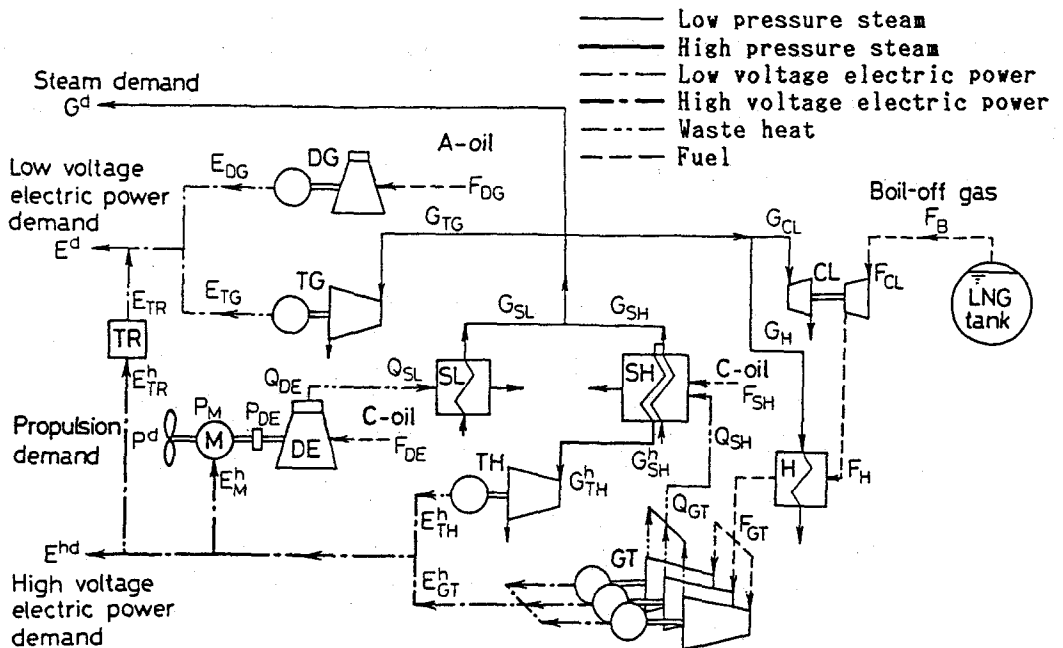 Low pressure steam
High pressure steam
Low voltage electric power
High voltage electric power
Waste heat
Fuel
Steam demand
G^d
A-oil
DG
E_DG
F_DG
Low voltage
electric power
demand
E^d
Boil-off gas
F_B
G_TG
G_CL
CL
F_CL
LNG
tank
E_TG
TG
E_TR
TR
E^h_TR
G_SL
G_SH
G_H
Q_DE
Q_SL
SL
SH
C-oil
F_SH
Q_SH
Propulsion
demand
P^d
P_M
M
P_DE
DE
C-oil
F_DE
E^h_M
TH
G^h_TH
G^h_SH
H
F_H
E^h_TH
Q_GT
F_GT
E^hd
High voltage
electric power
demand
E^h_GT
GT